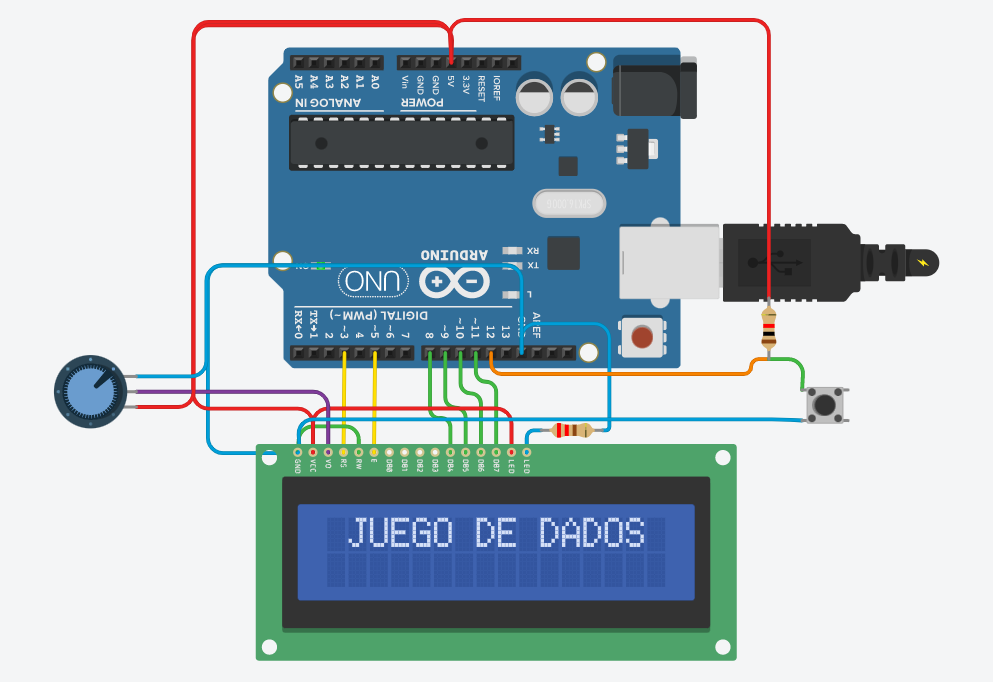 A5 A4 A3 A2 A1 A0
Vin GND GND 5V 3.3V RESET IOREF
ANALOG IN
POWER
ARDUINO
UNO
RX
TX
L
DIGITAL (PWM ~)
RX←0 TX→1 2 ~3 4 ~5 ~6 7 8 ~9 ~10 ~11 12 13 AREF
GND VCC VO RS RW E DB0 DB1 DB2 DB3 DB4 DB5 DB6 DB7 LED LED
JUEGO DE DADOS